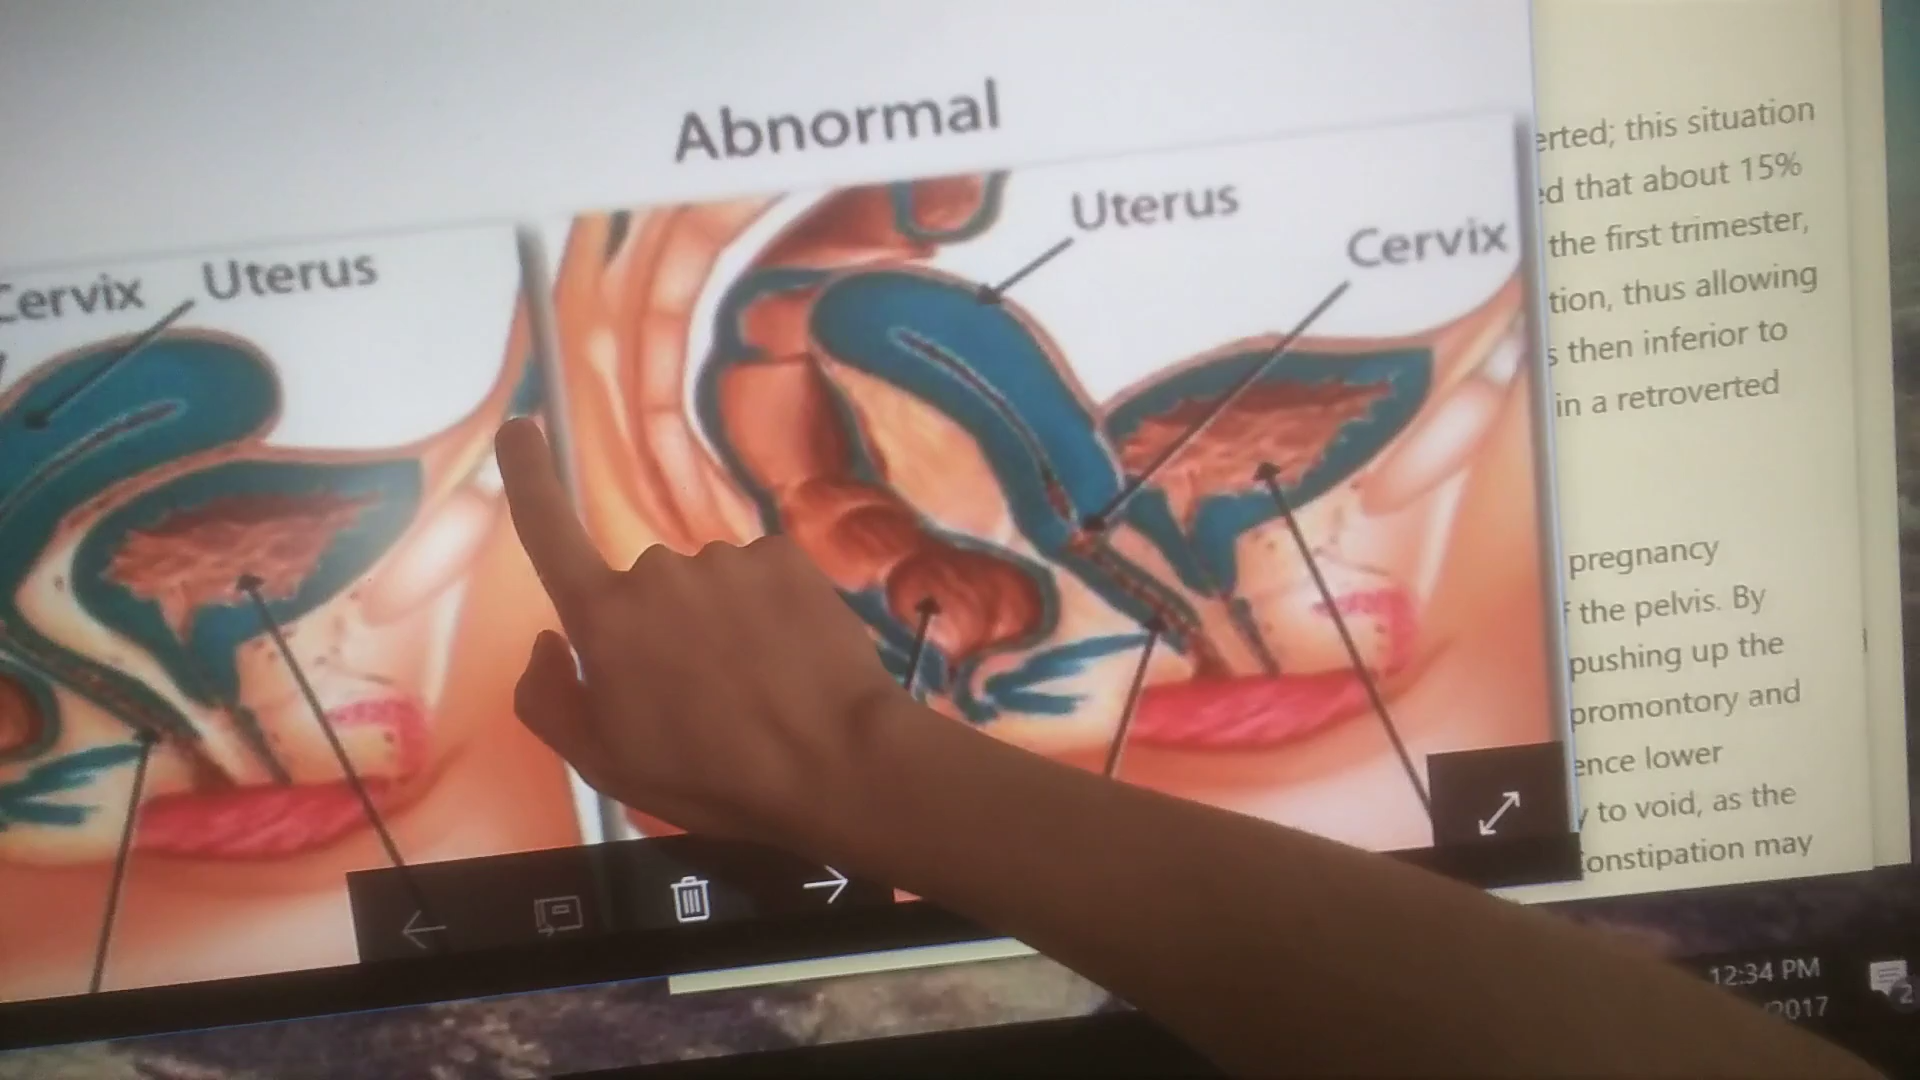 Abnormal
Cervix
Uterus
Uterus
Cervix
erted; this situation
ed that about 15%
the first trimester,
tion, thus allowing
s then inferior to
in a retroverted
pregnancy
f the pelvis. By
pushing up the
promontory and
ence lower
y to void, as the
onstipation may
12:34 PM
2017
2